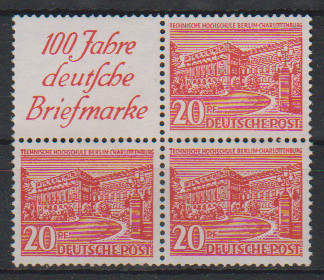 100 Jahre
deutsche
Briefmarke
TECHNISCHE HOCHSCHULE BERLIN-CHARLOTTENBURG
20 PF.
DEUTSCHE POST
TECHNISCHE HOCHSCHULE BERLIN-CHARLOTTENBURG
20 PF.
DEUTSCHE POST
TECHNISCHE HOCHSCHULE BERLIN-CHARLOTTENBURG
20 PF.
DEUTSCHE POST